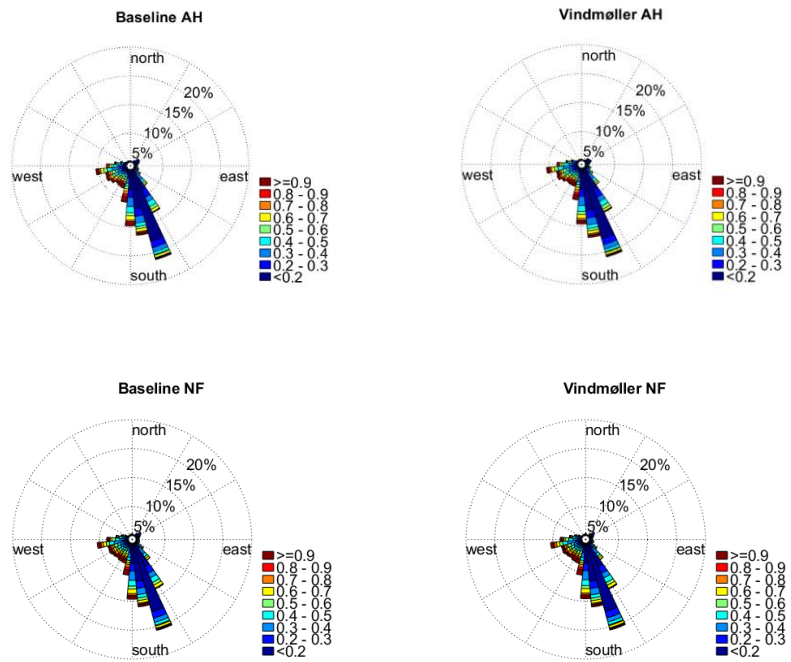 Baseline AH
north
20%
15%
10%
5%
west
east
south
>=0.9
0.8 - 0.9
0.7 - 0.8
0.6 - 0.7
0.5 - 0.6
0.4 - 0.5
0.3 - 0.4
0.2 - 0.3
<0.2
Vindmøller AH
north
20%
15%
10%
5%
west
east
south
>=0.9
0.8 - 0.9
0.7 - 0.8
0.6 - 0.7
0.5 - 0.6
0.4 - 0.5
0.3 - 0.4
0.2 - 0.3
<0.2
Baseline NF
north
20%
15%
10%
5%
west
east
south
>=0.9
0.8 - 0.9
0.7 - 0.8
0.6 - 0.7
0.5 - 0.6
0.4 - 0.5
0.3 - 0.4
0.2 - 0.3
<0.2
Vindmøller NF
north
20%
15%
10%
5%
west
east
south
>=0.9
0.8 - 0.9
0.7 - 0.8
0.6 - 0.7
0.5 - 0.6
0.4 - 0.5
0.3 - 0.4
0.2 - 0.3
<0.2